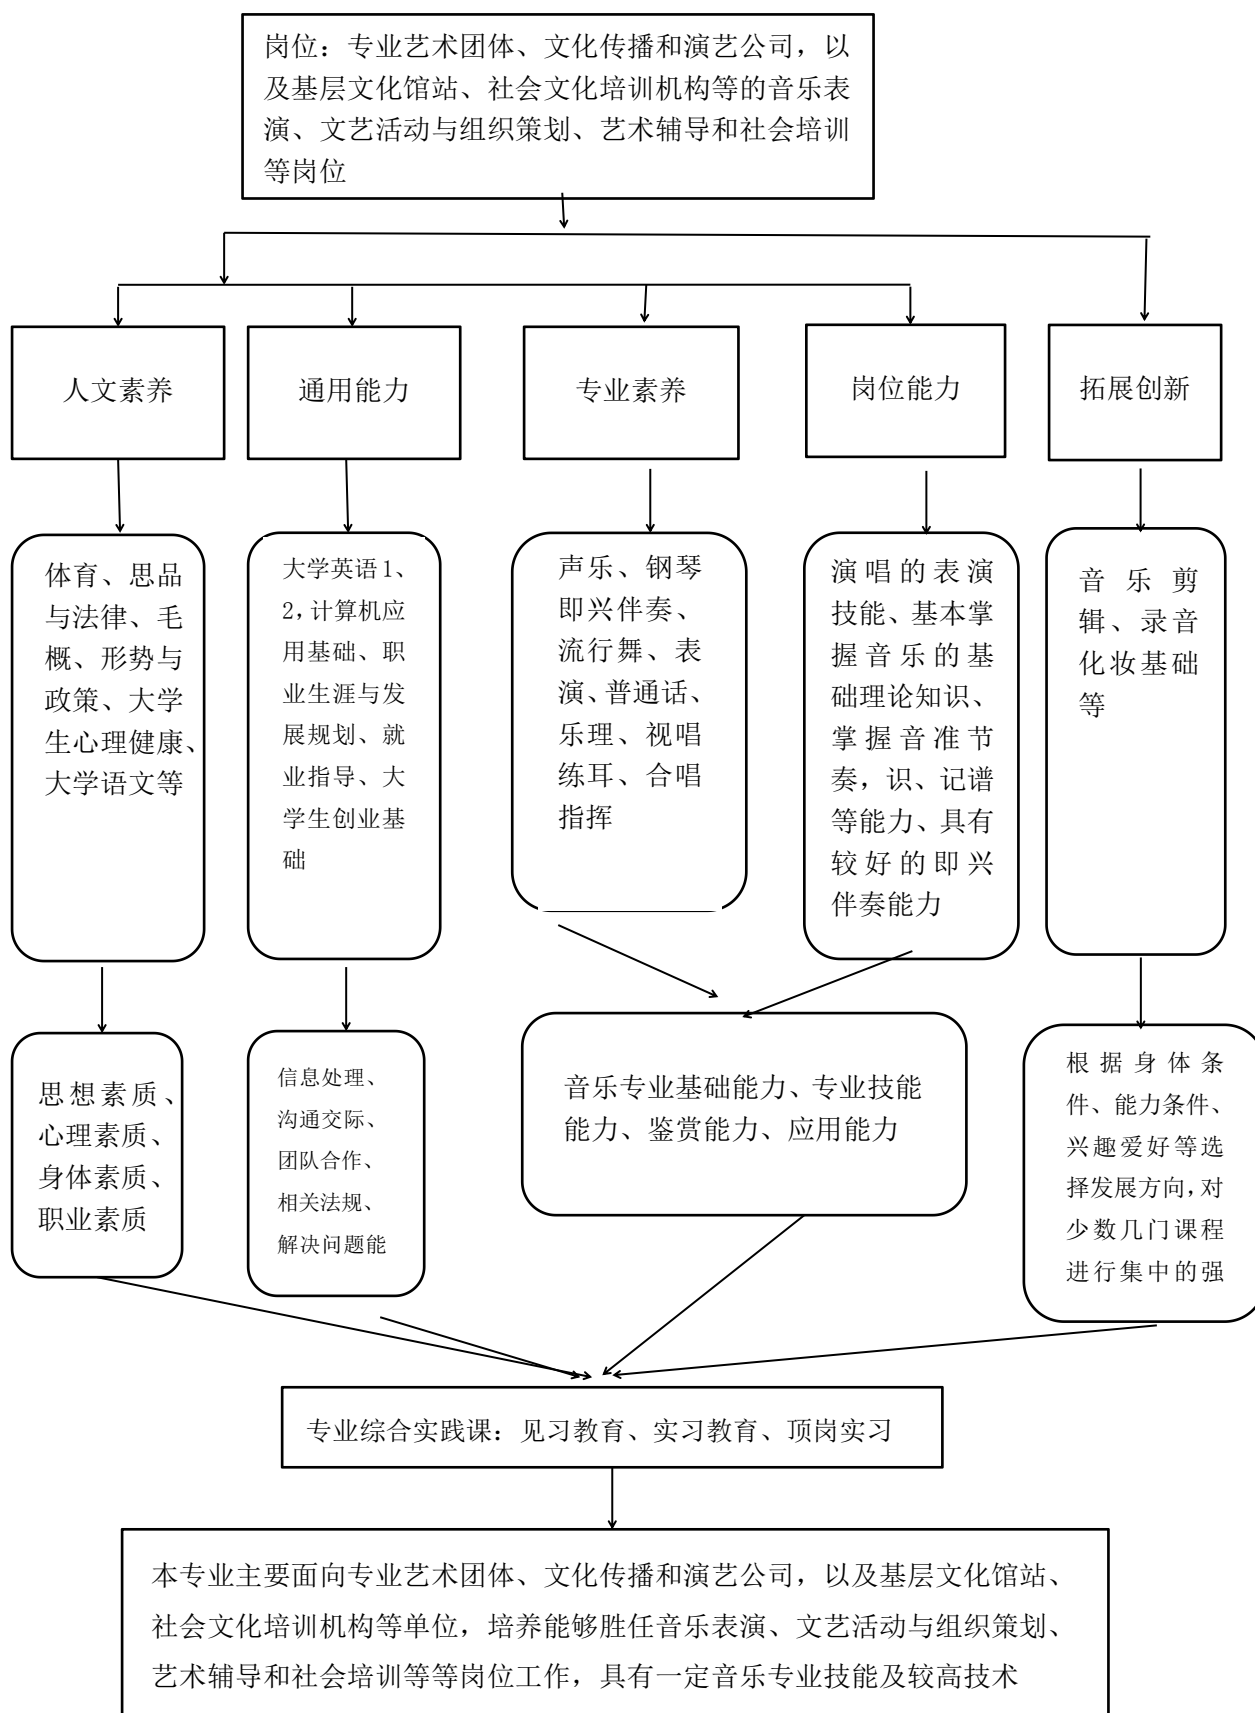 岗位：专业艺术团体、文化传播和演艺公司，以
及基层文化馆站、社会文化培训机构等的音乐表
演、文艺活动与组织策划、艺术辅导和社会培训
等岗位
人文素养
通用能力
专业素养
岗位能力
拓展创新
体育、思品
与法律、毛
概、形势与
政策、大学
生心理健康、
大学语文等
大学英语1、
2，计算机应
用基础、职
业生涯与发
展规划、就
业指导、大
学生创业基
础
声乐、钢琴
即兴伴奏、
流行舞、表
演、普通话、
乐理、视唱
练耳、合唱
指挥
演唱的表演
技能、基本掌
握音乐的基
础理论知识、
掌握音准节
奏，识、记谱
等能力、具有
较好的即兴
伴奏能力
音乐剪
辑、录音
化妆基础
等
思想素质、
心理素质、
身体素质、
职业素质
信息处理、
沟通交际、
团队合作、
相关法规、
解决问题能
音乐专业基础能力、专业技能
能力、鉴赏能力、应用能力
根据身体条
件、能力条件、
兴趣爱好等选
择发展方向，对
少数几门课程
进行集中的强
专业综合实践课：见习教育、实习教育、顶岗实习
本专业主要面向专业艺术团体、文化传播和演艺公司，以及基层文化馆站、
社会文化培训机构等单位，培养能够胜任音乐表演、文艺活动与组织策划、
艺术辅导和社会培训等等岗位工作，具有一定音乐专业技能及较高技术